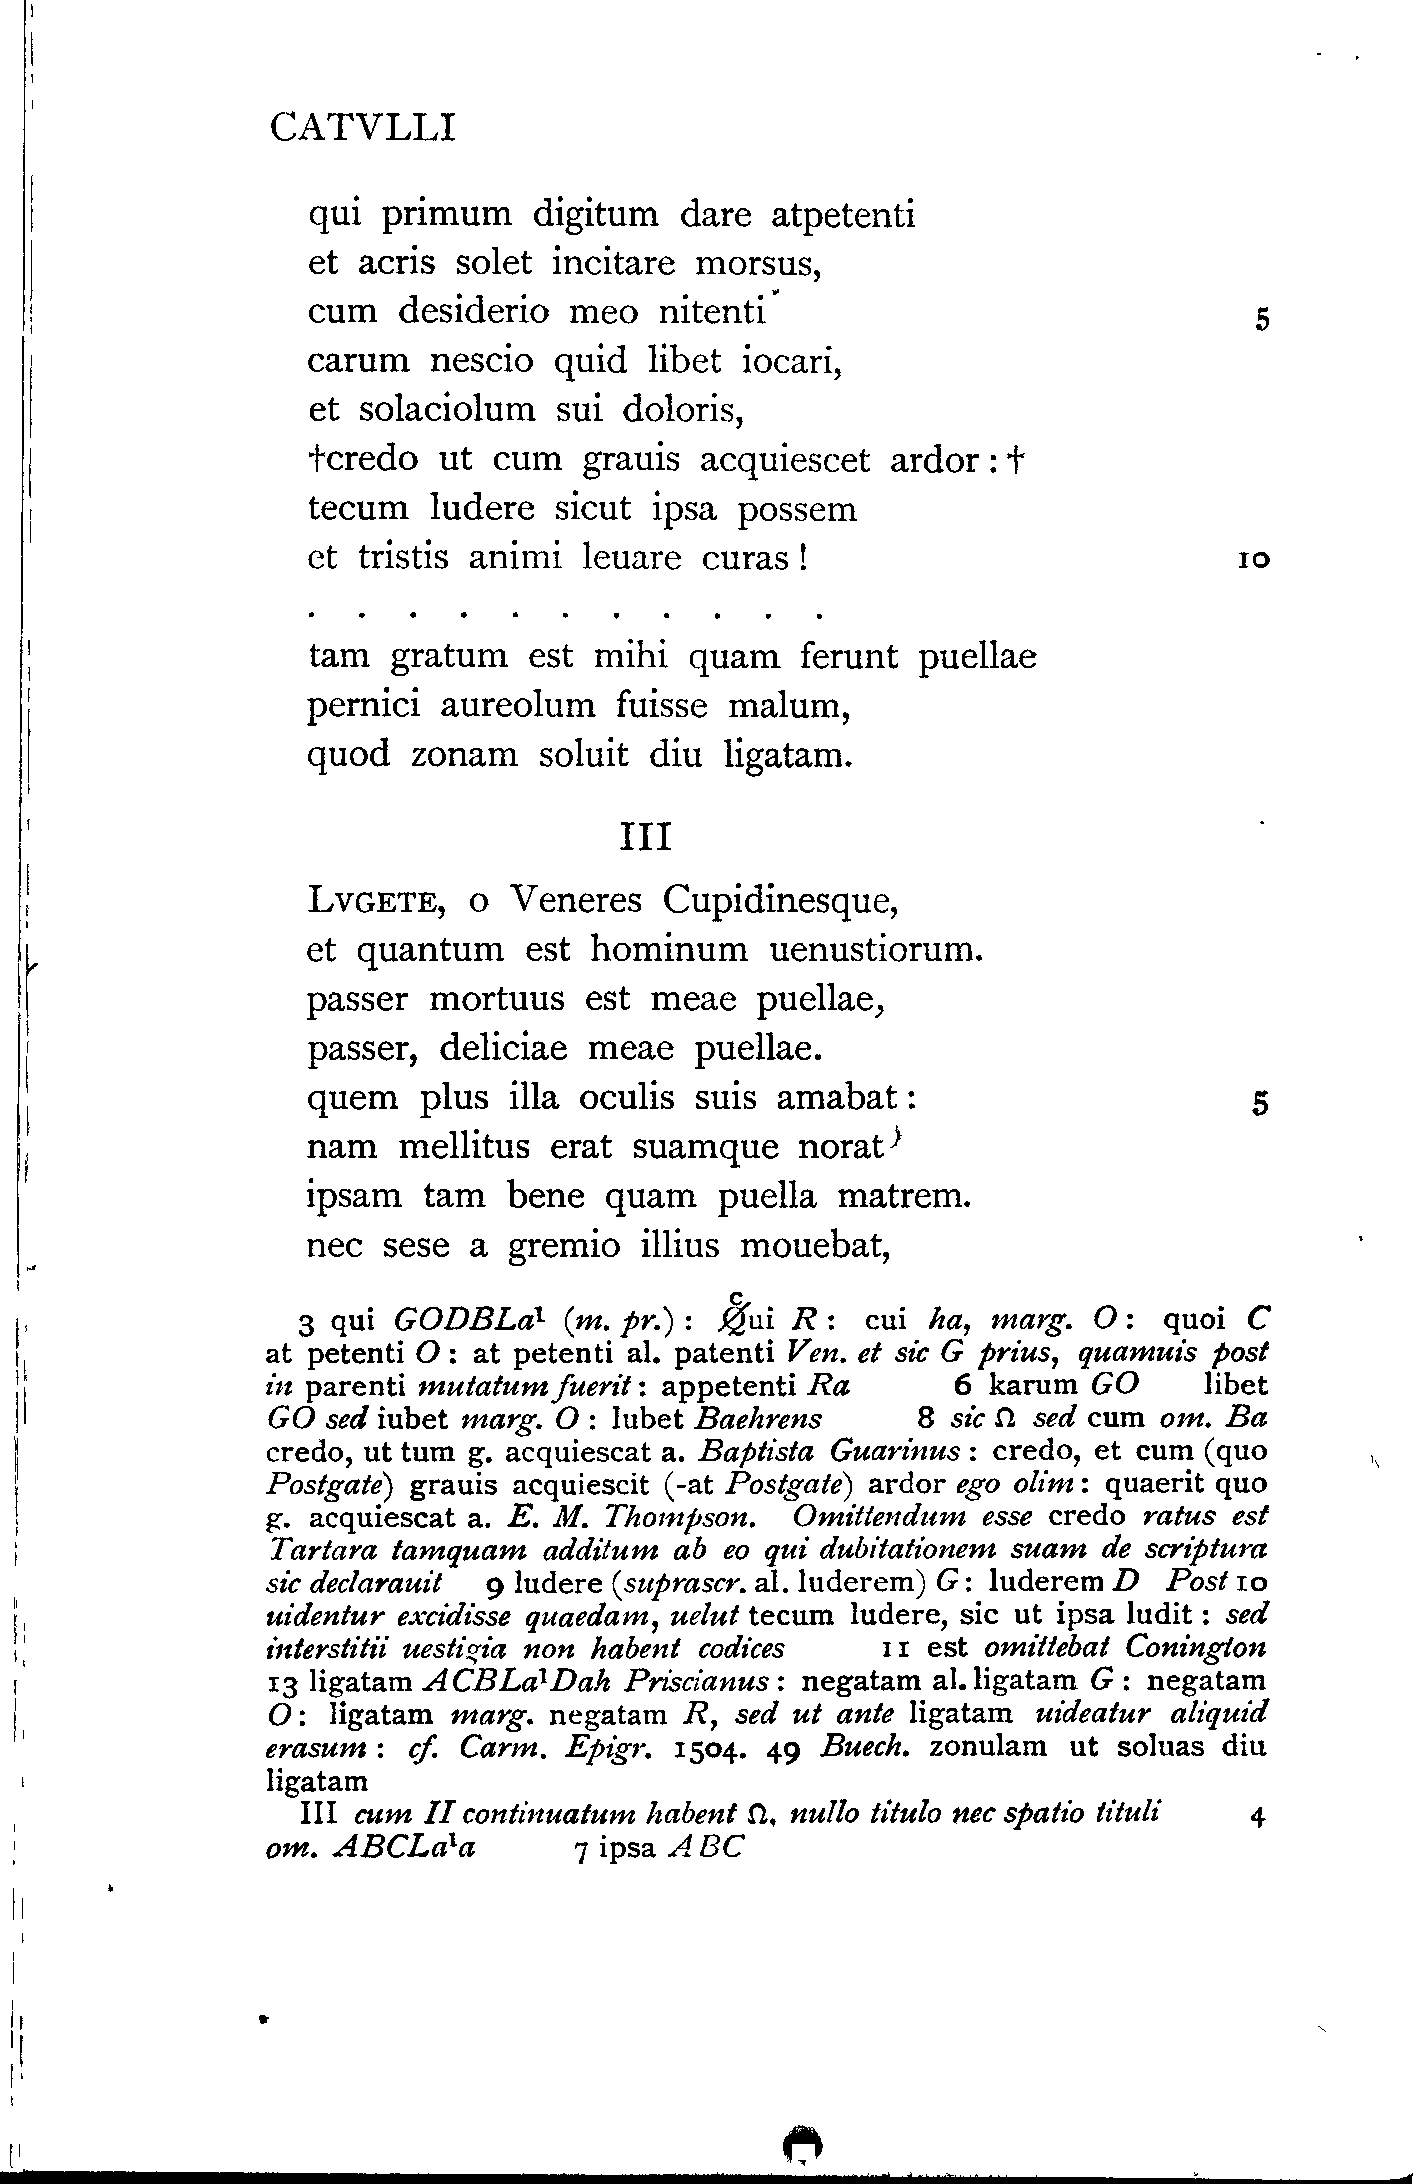 CATVLLI
qui primum digitum dare atpetenti
et acris solet incitare morsus,
cum desiderio meo nitenti
5
carum nescio quid libet iocari,
et solaciolum sui doloris,
†credo ut cum grauis acquiescet ardor : †
tecum ludere sicut ipsa possem
et tristis animi leuare curas !
10
. . . . . . . . . . .
tam gratum est mihi quam ferunt puellae
pernici aureolum fuisse malum,
quod zonam soluit diu ligatam.
III
LVGETE, o Veneres Cupidinesque,
et quantum est hominum uenustiorum.
passer mortuus est meae puellae,
passer, deliciae meae puellae.
quem plus illa oculis suis amabat :
5
nam mellitus erat suamque norat
ipsam tam bene quam puella matrem.
nec sese a gremio illius mouebat,
3 qui GODBLa¹ (m. pr.) : Qui R : cui ha, marg. O : quoi C
at petenti O : at petenti al. patenti Ven. et sic G prius, quamuis post
in parenti mutatum fuerit : appetenti Ra 6 karum GO libet
GO sed iubet marg. O : lubet Baehrens 8 sic Ω sed cum om. Ba
credo, ut tum g. acquiescat a. Baptista Guarinus : credo, et cum (quo
Postgate) grauis acquiescit (-at Postgate) ardor ego olim : quaerit quo
g. acquiescat a. E. M. Thompson. Omittendum esse credo ratus est
Tartara tamquam additum ab eo qui dubitationem suam de scriptura
sic declarauit 9 ludere (suprascr. al. luderem) G : luderem D Post 10
uidentur excidisse quaedam, uelut tecum ludere, sic ut ipsa ludit : sed
interstitii uestigia non habent codices 11 est omittebat Conington
13 ligatam ACBLa¹Dah Priscianus : negatam al. ligatam G : negatam
O : ligatam marg. negatam R, sed ut ante ligatam uideatur aliquid
erasum : cf. Carm. Epigr. 1504. 49 Buech. zonulam ut soluas diu
ligatam
III cum II continuatum habent Ω, nullo titulo nec spatio tituli 4
om. ABCLa¹a 7 ipsa ABC